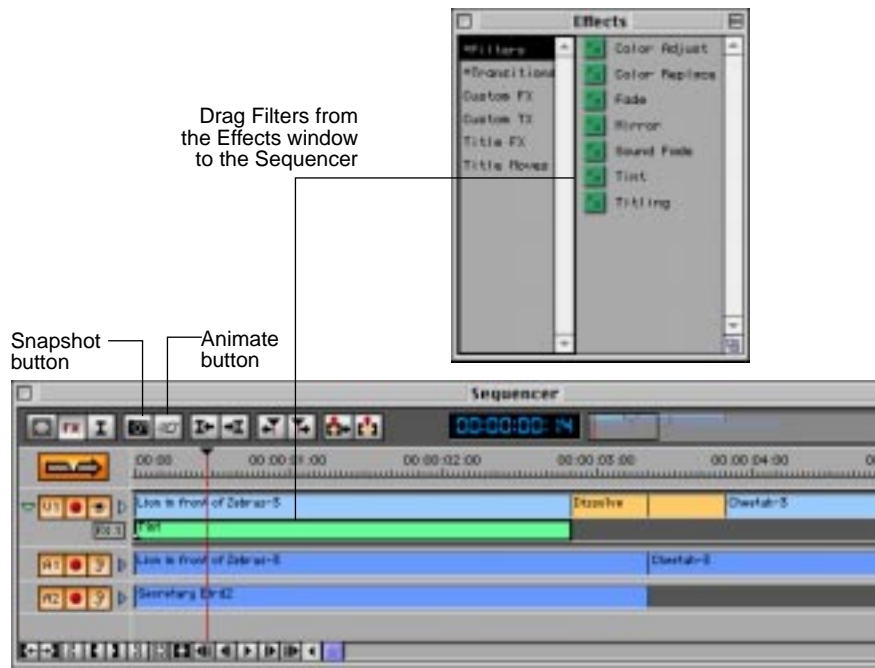 Effects
*Filters
*Transitions
Custom FX
Custom TX
Title FX
Title Moves
Color Adjust
Color Replace
Fade
Mirror
Sound Fade
Tint
Titling
Drag Filters from
the Effects window
to the Sequencer
Snapshot
button
Animate
button
Sequencer
FX
00:00:00:14
00:00 00:00:01:00 00:00:02:00 00:00:03:00 00:00:04:00
V1 Lion in front of Zebras-S Dissolve Cheetah-S
FX 1 Tint
A1 Lion in front of Zebras-S Cheetah-S
A2 Secretary Bird2